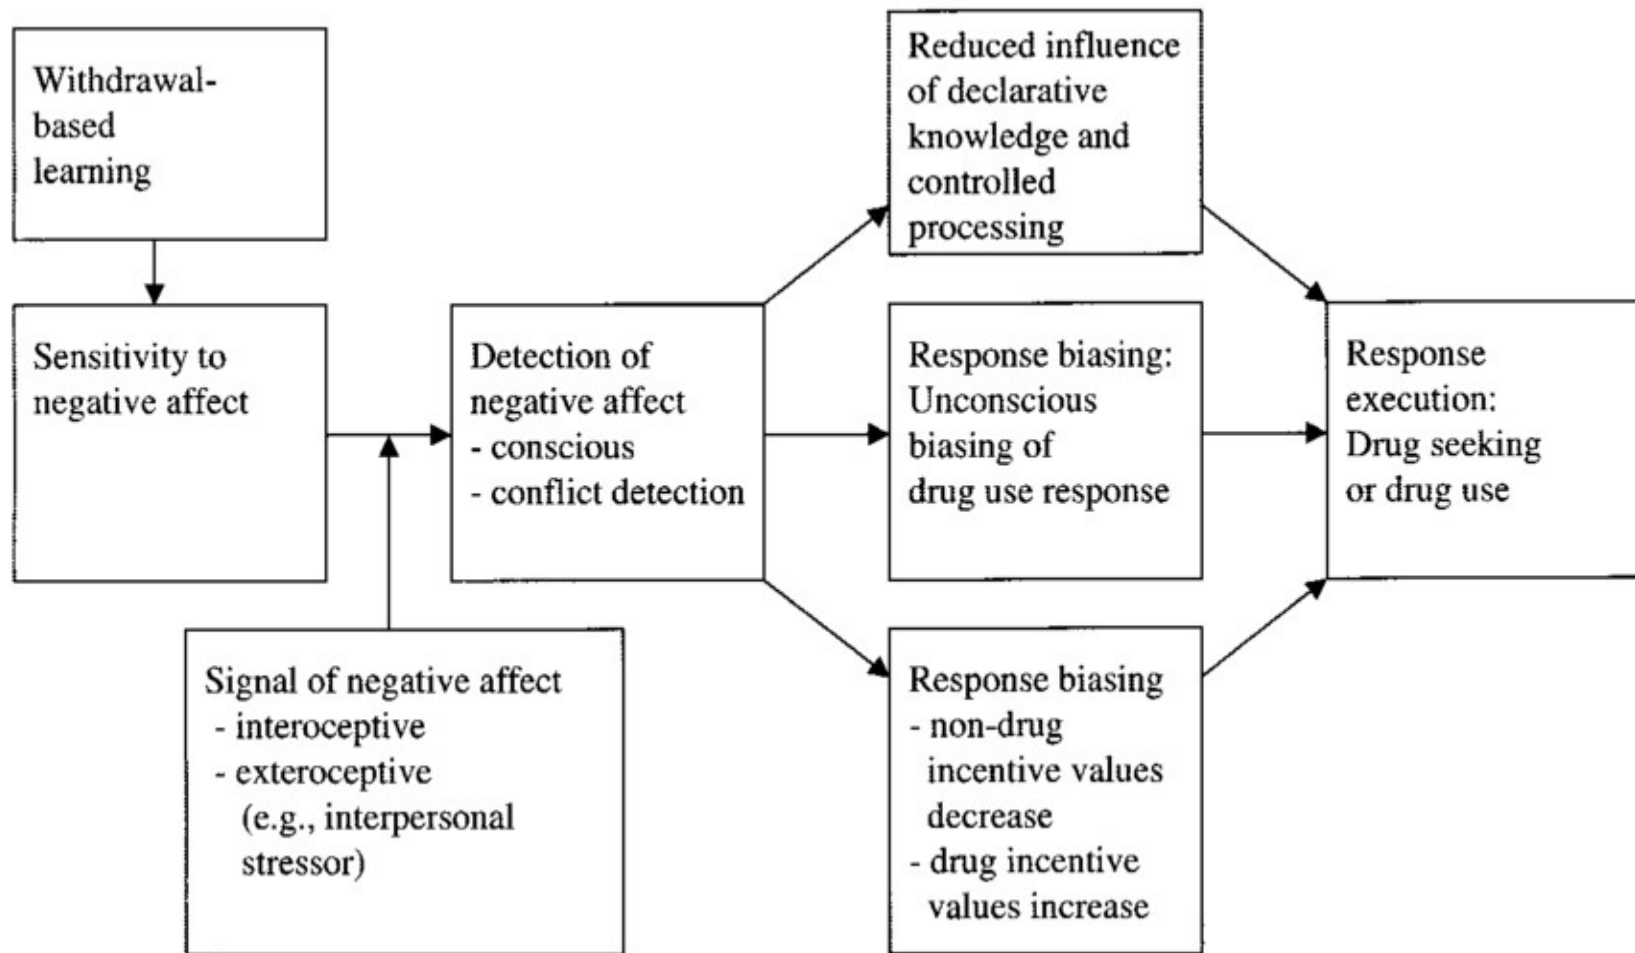 Withdrawal-
based
learning
Sensitivity to
negative affect
Signal of negative affect
- interoceptive
- exteroceptive
(e.g., interpersonal
stressor)
Detection of
negative affect
- conscious
- conflict detection
Reduced influence
of declarative
knowledge and
controlled
processing
Response biasing:
Unconscious
biasing of
drug use response
Response biasing
- non-drug
incentive values
decrease
- drug incentive
values increase
Response
execution:
Drug seeking
or drug use